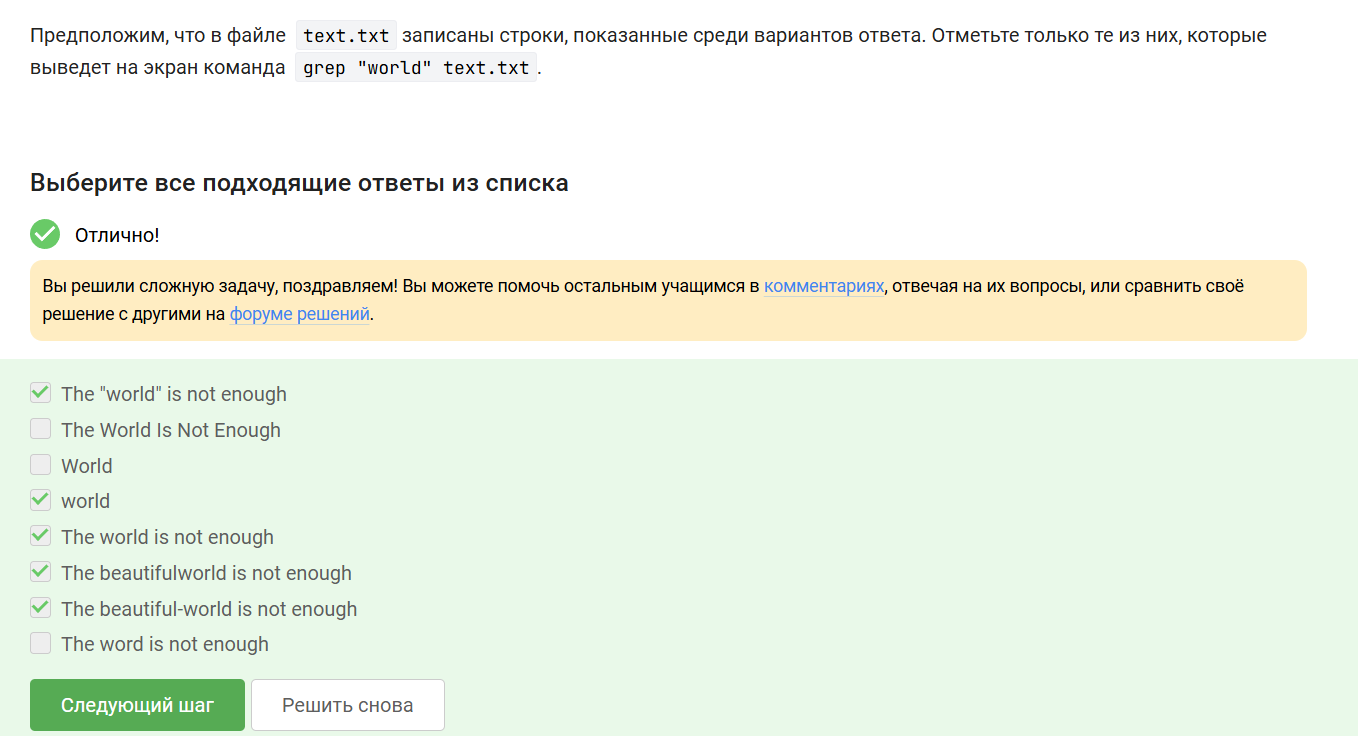 Предположим, что в файле text.txt записаны строки, показанные среди вариантов ответа. Отметьте только те из них, которые
выведет на экран команда grep "world" text.txt.
Выберите все подходящие ответы из списка
Отлично!
Вы решили сложную задачу, поздравляем! Вы можете помочь остальным учащимся в комментариях, отвечая на их вопросы, или сравнить своё
решение с другими на форуме решений.
The "world" is not enough
The World Is Not Enough
World
world
The world is not enough
The beautifulworld is not enough
The beautiful-world is not enough
The word is not enough
Следующий шаг Решить снова